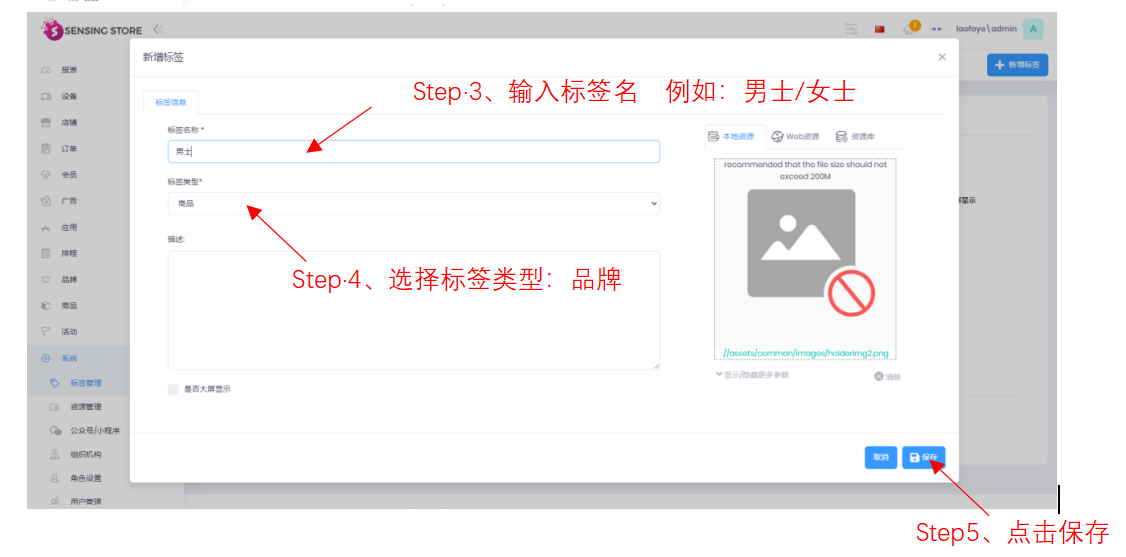 SENSING STORE
1
laofoye\admin
A
新增标签
×
+ 新增标签
Step·3、输入标签名 例如：男士/女士
报表
设备
店铺
订单
会员
广告
应用
排程
品牌
商品
活动
系统
标签管理
资源管理
公众号/小程序
组织机构
角色设置
用户管理
标签信息
标签名称 *
男士
标签类型*
商品
描述:
Step·4、选择标签类型：品牌
是否大屏显示
本地资源
Web资源
资源库
recommended that the file size should not
exceed 200M
//assets/common/images/holderimg2.png
显示/隐藏更多参数
清除
屏显示
取消
保存
Step5、点击保存